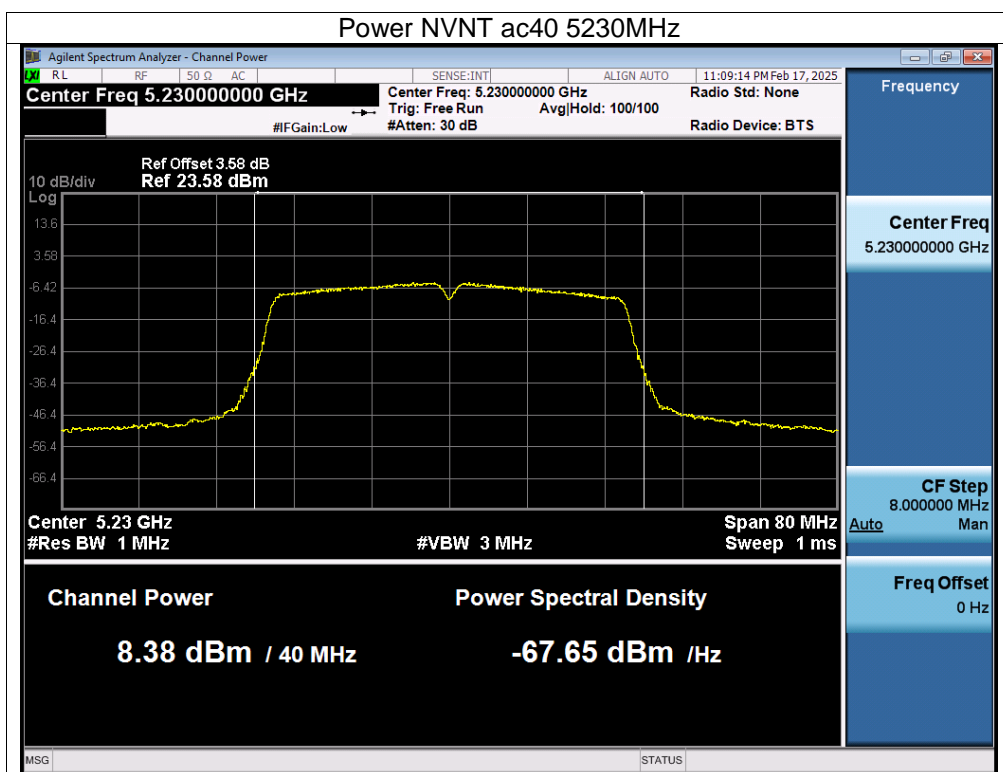 Power NVNT ac40 5230MHz
Agilent Spectrum Analyzer - Channel Power
LXI RL RF 50 Ω AC SENSE:INT ALIGN AUTO 11:09:14 PM Feb 17, 2025
Center Freq 5.230000000 GHz
Center Freq: 5.230000000 GHz
Radio Std: None
Trig: Free Run Avg|Hold: 100/100
#IFGain:Low
#Atten: 30 dB
Radio Device: BTS
Ref Offset 3.58 dB
10 dB/div Ref 23.58 dBm
Log
13.6
3.58
-6.42
-16.4
-26.4
-36.4
-46.4
-56.4
-66.4
Center 5.23 GHz Span 80 MHz
#Res BW 1 MHz #VBW 3 MHz Sweep 1 ms
Channel Power Power Spectral Density
8.38 dBm / 40 MHz -67.65 dBm /Hz
Frequency
Center Freq
5.230000000 GHz
CF Step
8.000000 MHz
Auto Man
Freq Offset
0 Hz
MSG STATUS